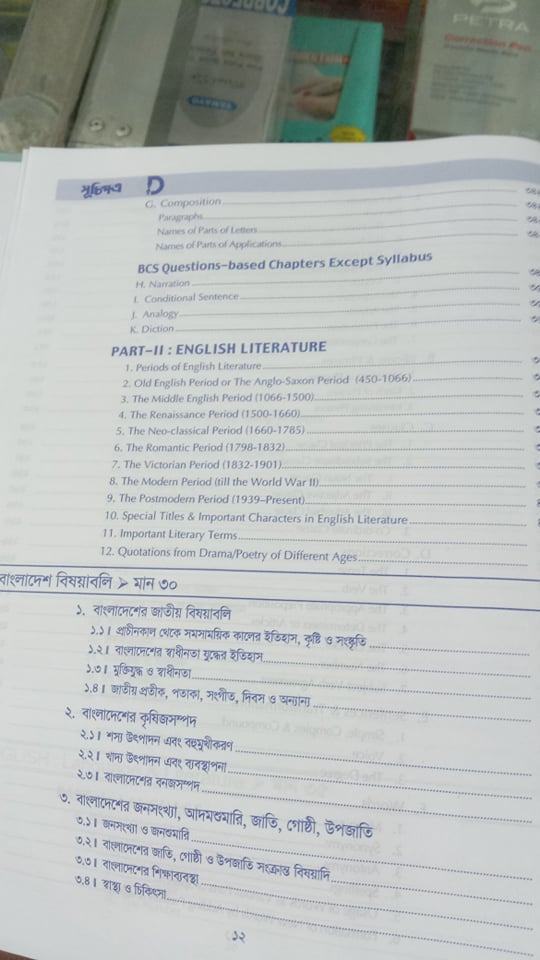 PETRA
Correction Pen
সূচিপত্র
G. Composition
Paragraphs
Names of Parts of Letters
Names of Parts of Applications
BCS Questions-based Chapters Except Syllabus
H. Narration
I. Conditional Sentence
J. Analogy
K. Diction
PART–II : ENGLISH LITERATURE
1. Periods of English Literature
2. Old English Period or The Anglo-Saxon Period (450-1066)
3. The Middle English Period (1066-1500)
4. The Renaissance Period (1500-1660)
5. The Neo-classical Period (1660-1785)
6. The Romantic Period (1798-1832)
7. The Victorian Period (1832-1901)
8. The Modern Period (till the World War II)
9. The Postmodern Period (1939–Present)
10. Special Titles & Important Characters in English Literature
11. Important Literary Terms
12. Quotations from Drama/Poetry of Different Ages
বাংলাদেশ বিষয়াবলি ➤ মান ৩০
১. বাংলাদেশের জাতীয় বিষয়াবলি
১.১। প্রাচীনকাল থেকে সমসাময়িক কালের ইতিহাস, কৃষ্টি ও সংস্কৃতি
১.২। বাংলাদেশের স্বাধীনতা যুদ্ধের ইতিহাস
১.৩। মুক্তিযুদ্ধ ও স্বাধীনতা
১.৪। জাতীয় প্রতীক, পতাকা, সংগীত, দিবস ও অন্যান্য
২. বাংলাদেশের কৃষিজসম্পদ
২.১। শস্য উৎপাদন এবং বহুমুখীকরণ
২.২। খাদ্য উৎপাদন এবং ব্যবস্থাপনা
২.৩। বাংলাদেশের বনজসম্পদ
৩. বাংলাদেশের জনসংখ্যা, আদমশুমারি, জাতি, গোষ্ঠী, উপজাতি
৩.১। জনসংখ্যা ও জনশুমারি
৩.২। বাংলাদেশের জাতি, গোষ্ঠী ও উপজাতি সংক্রান্ত বিষয়াদি
৩.৩। বাংলাদেশের শিক্ষাব্যবস্থা
৩.৪। স্বাস্থ্য ও চিকিৎসা
১২